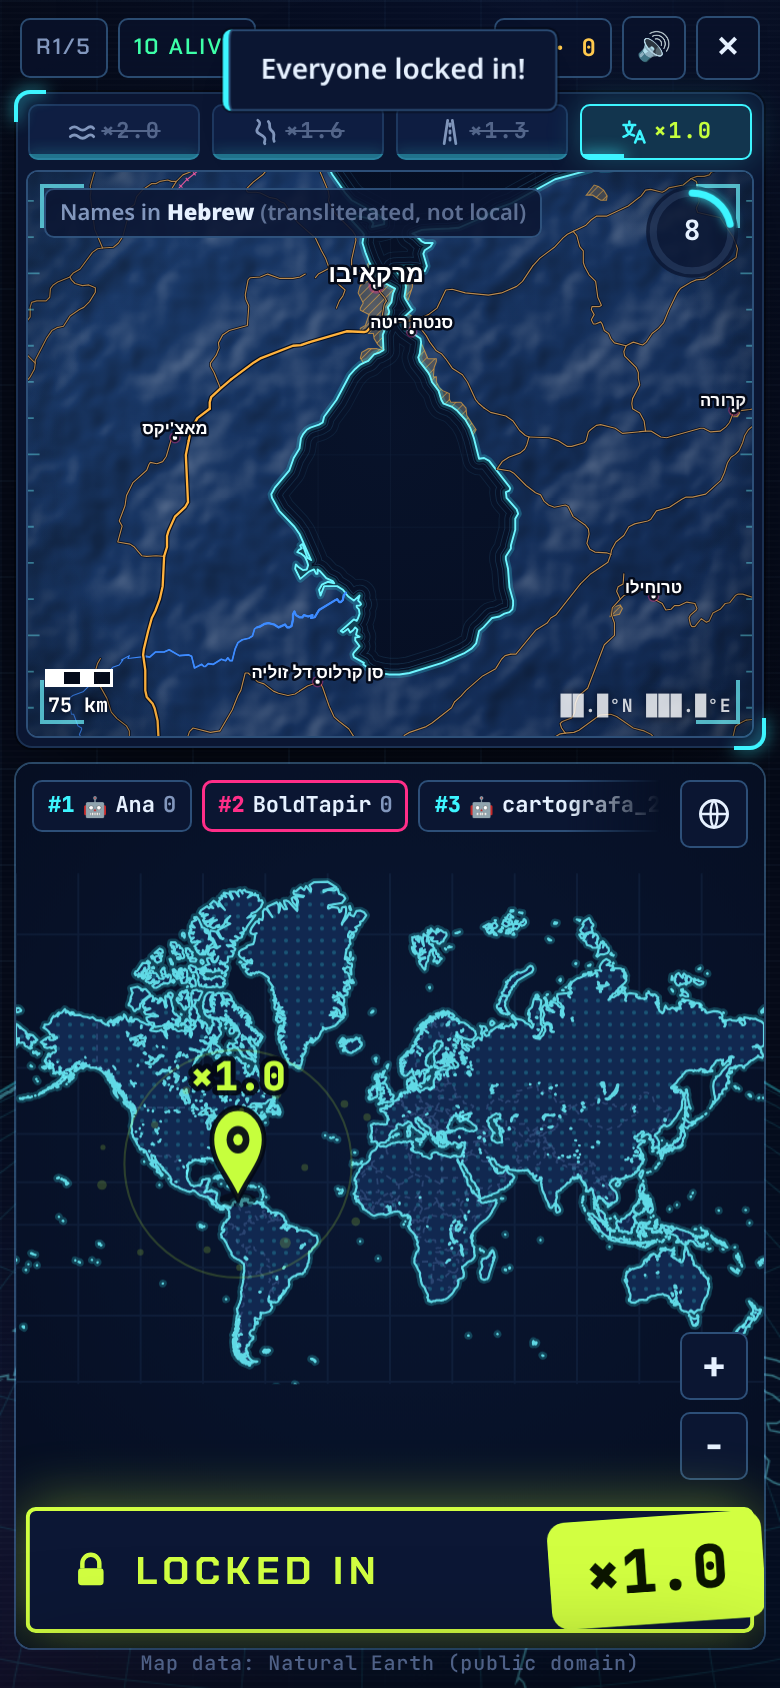 R1/5
10 ALIV
Everyone locked in!
0
×
×2.0
×1.6
×1.3
×1.0
Names in Hebrew (transliterated, not local)
8
מרקאיבו
סנטה ריטה
קרורה
מאצ'יקס
טרוחילו
סן קרלוס דל זוליה
75 km
.°N .°E
#1 Ana 0
#2 BoldTapir 0
#3 cartografa_2
×1.0
+
-
LOCKED IN
×1.0
Map data: Natural Earth (public domain)